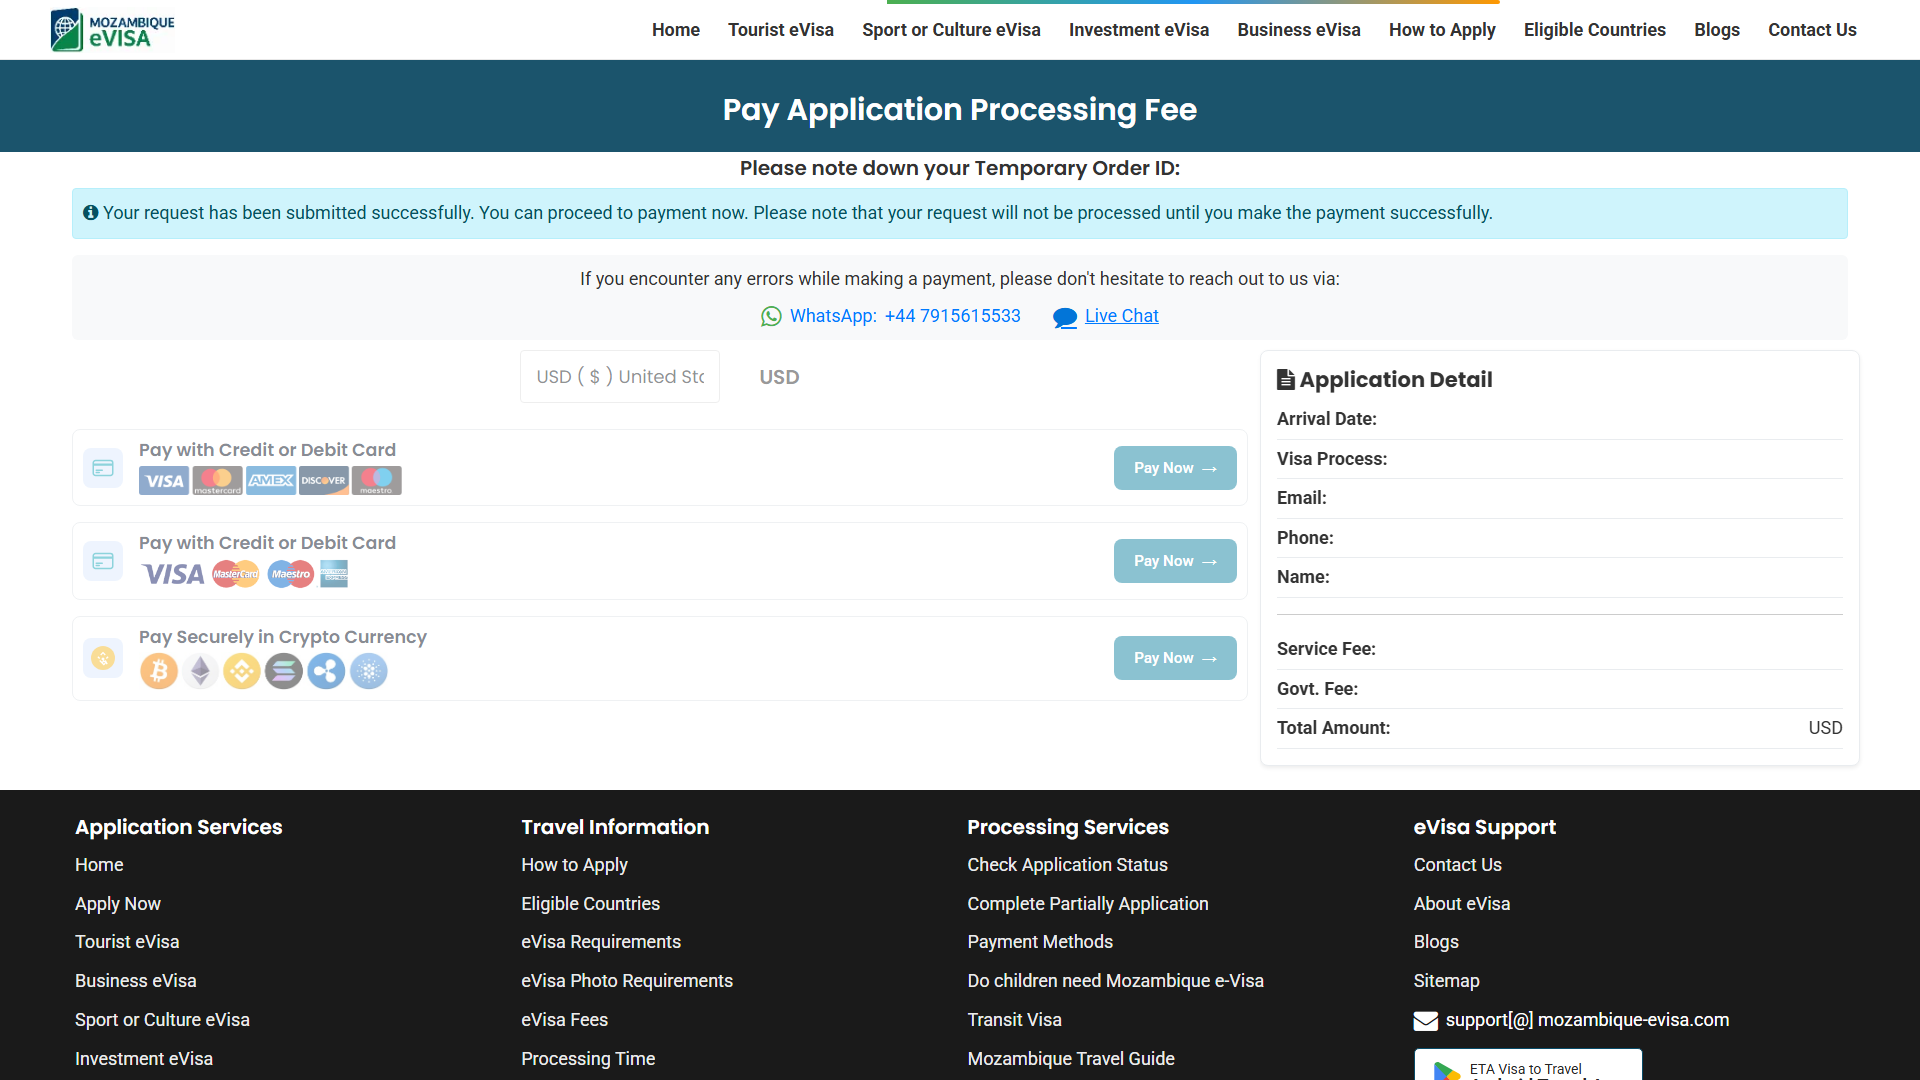 MOZAMBIQUE
eVISA
Home
Tourist eVisa
Sport or Culture eVisa
Investment eVisa
Business eVisa
How to Apply
Eligible Countries
Blogs
Contact Us
Pay Application Processing Fee
Please note down your Temporary Order ID:
Your request has been submitted successfully. You can proceed to payment now. Please note that your request will not be processed until you make the payment successfully.
If you encounter any errors while making a payment, please don't hesitate to reach out to us via:
WhatsApp: +44 7915615533
Live Chat
USD ( $ ) United Sta
USD
Pay with Credit or Debit Card
VISA
mastercard
AMEX
DISCOVER
maestro
Pay Now →
Pay with Credit or Debit Card
VISA
MasterCard
Maestro
Pay Now →
Pay Securely in Crypto Currency
Pay Now →
Application Detail
Arrival Date:
Visa Process:
Email:
Phone:
Name:
Service Fee:
Govt. Fee:
Total Amount:
USD
Application Services
Home
Apply Now
Tourist eVisa
Business eVisa
Sport or Culture eVisa
Investment eVisa
Travel Information
How to Apply
Eligible Countries
eVisa Requirements
eVisa Photo Requirements
eVisa Fees
Processing Time
Processing Services
Check Application Status
Complete Partially Application
Payment Methods
Do children need Mozambique e-Visa
Transit Visa
Mozambique Travel Guide
eVisa Support
Contact Us
About eVisa
Blogs
Sitemap
support[@] mozambique-evisa.com
ETA Visa to Travel